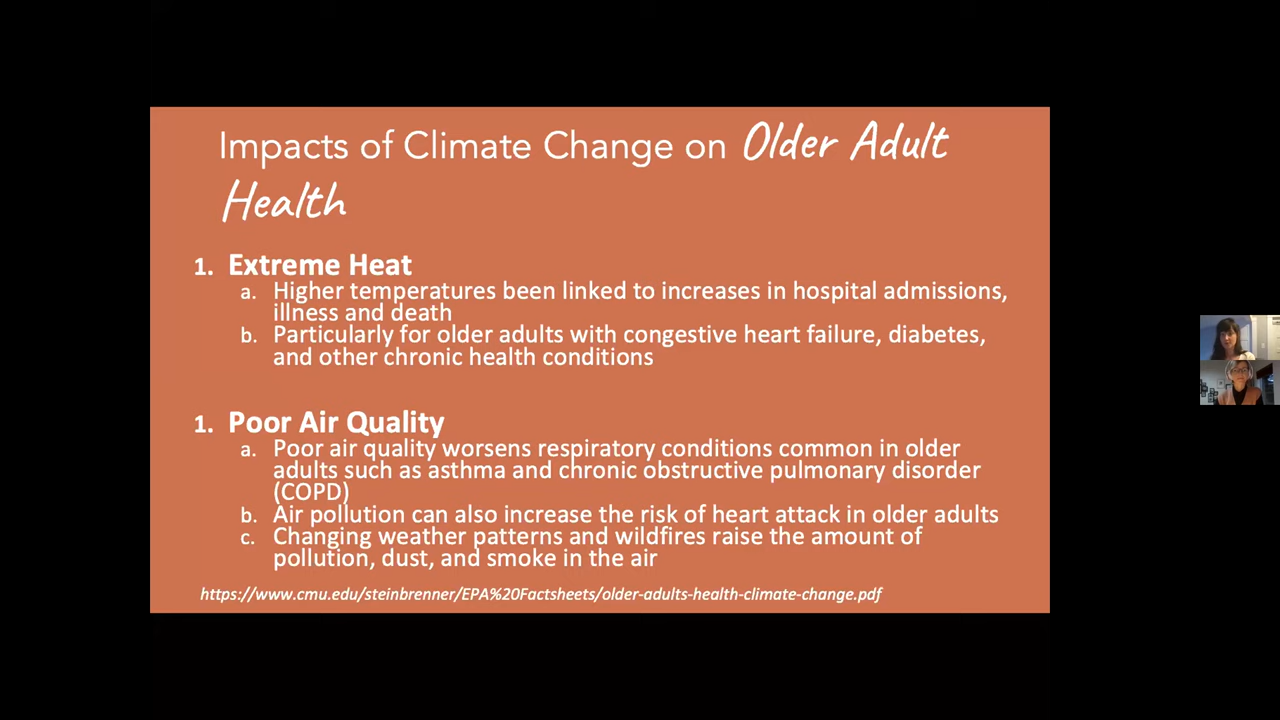 Impacts of Climate Change on Older Adult
Health
1. Extreme Heat
a. Higher temperatures been linked to increases in hospital admissions,
illness and death
b. Particularly for older adults with congestive heart failure, diabetes,
and other chronic health conditions
1. Poor Air Quality
a. Poor air quality worsens respiratory conditions common in older
adults such as asthma and chronic obstructive pulmonary disorder
(COPD)
b. Air pollution can also increase the risk of heart attack in older adults
c. Changing weather patterns and wildfires raise the amount of
pollution, dust, and smoke in the air
https://www.cmu.edu/steinbrenner/EPA%20Factsheets/older-adults-health-climate-change.pdf